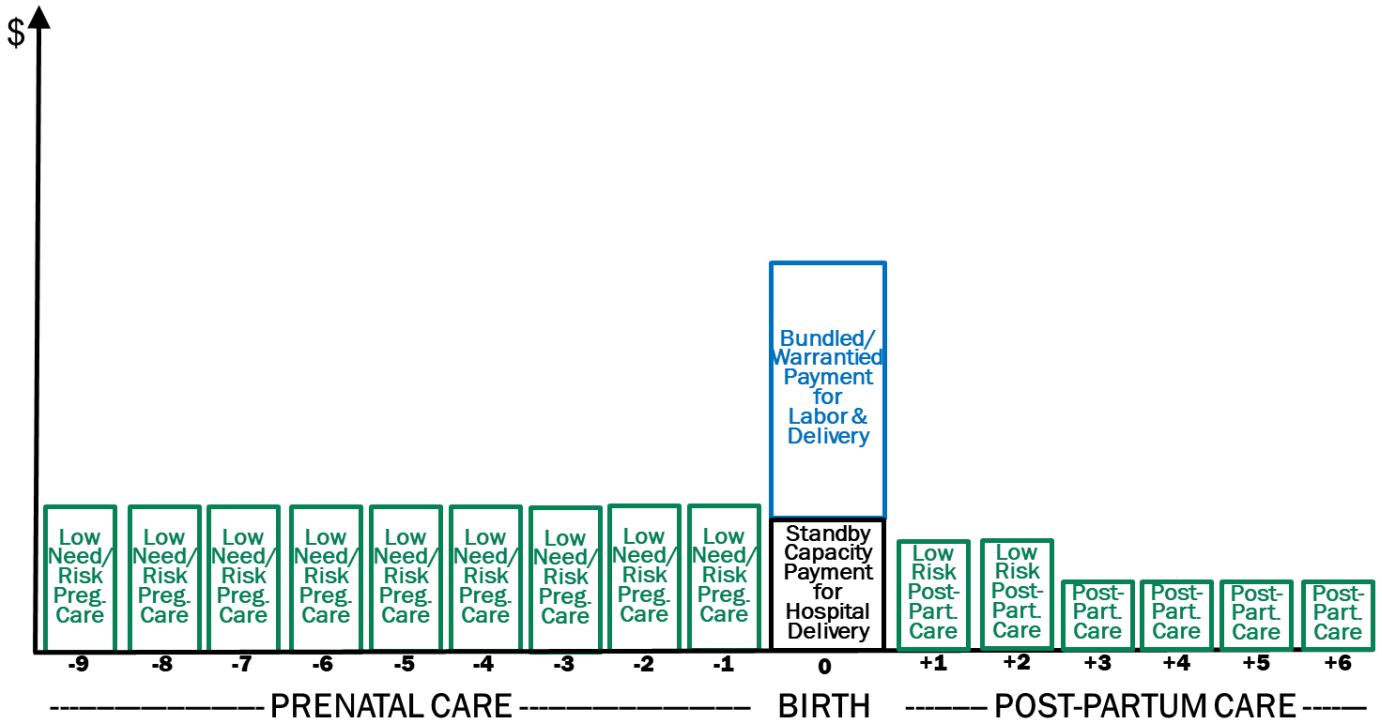 $
Low
Need/
Risk
Preg.
Care
Low
Need/
Risk
Preg.
Care
Low
Need/
Risk
Preg.
Care
Low
Need/
Risk
Preg.
Care
Low
Need/
Risk
Preg.
Care
Low
Need/
Risk
Preg.
Care
Low
Need/
Risk
Preg.
Care
Low
Need/
Risk
Preg.
Care
Low
Need/
Risk
Preg.
Care
Bundled/
Warrantied
Payment
for
Labor &
Delivery
Standby
Capacity
Payment
for
Hospital
Delivery
Low
Risk
Post-
Part.
Care
Low
Risk
Post-
Part.
Care
Post-
Part.
Care
Post-
Part.
Care
Post-
Part.
Care
Post-
Part.
Care
-9 -8 -7 -6 -5 -4 -3 -2 -1 0 +1 +2 +3 +4 +5 +6
PRENATAL CARE BIRTH POST-PARTUM CARE